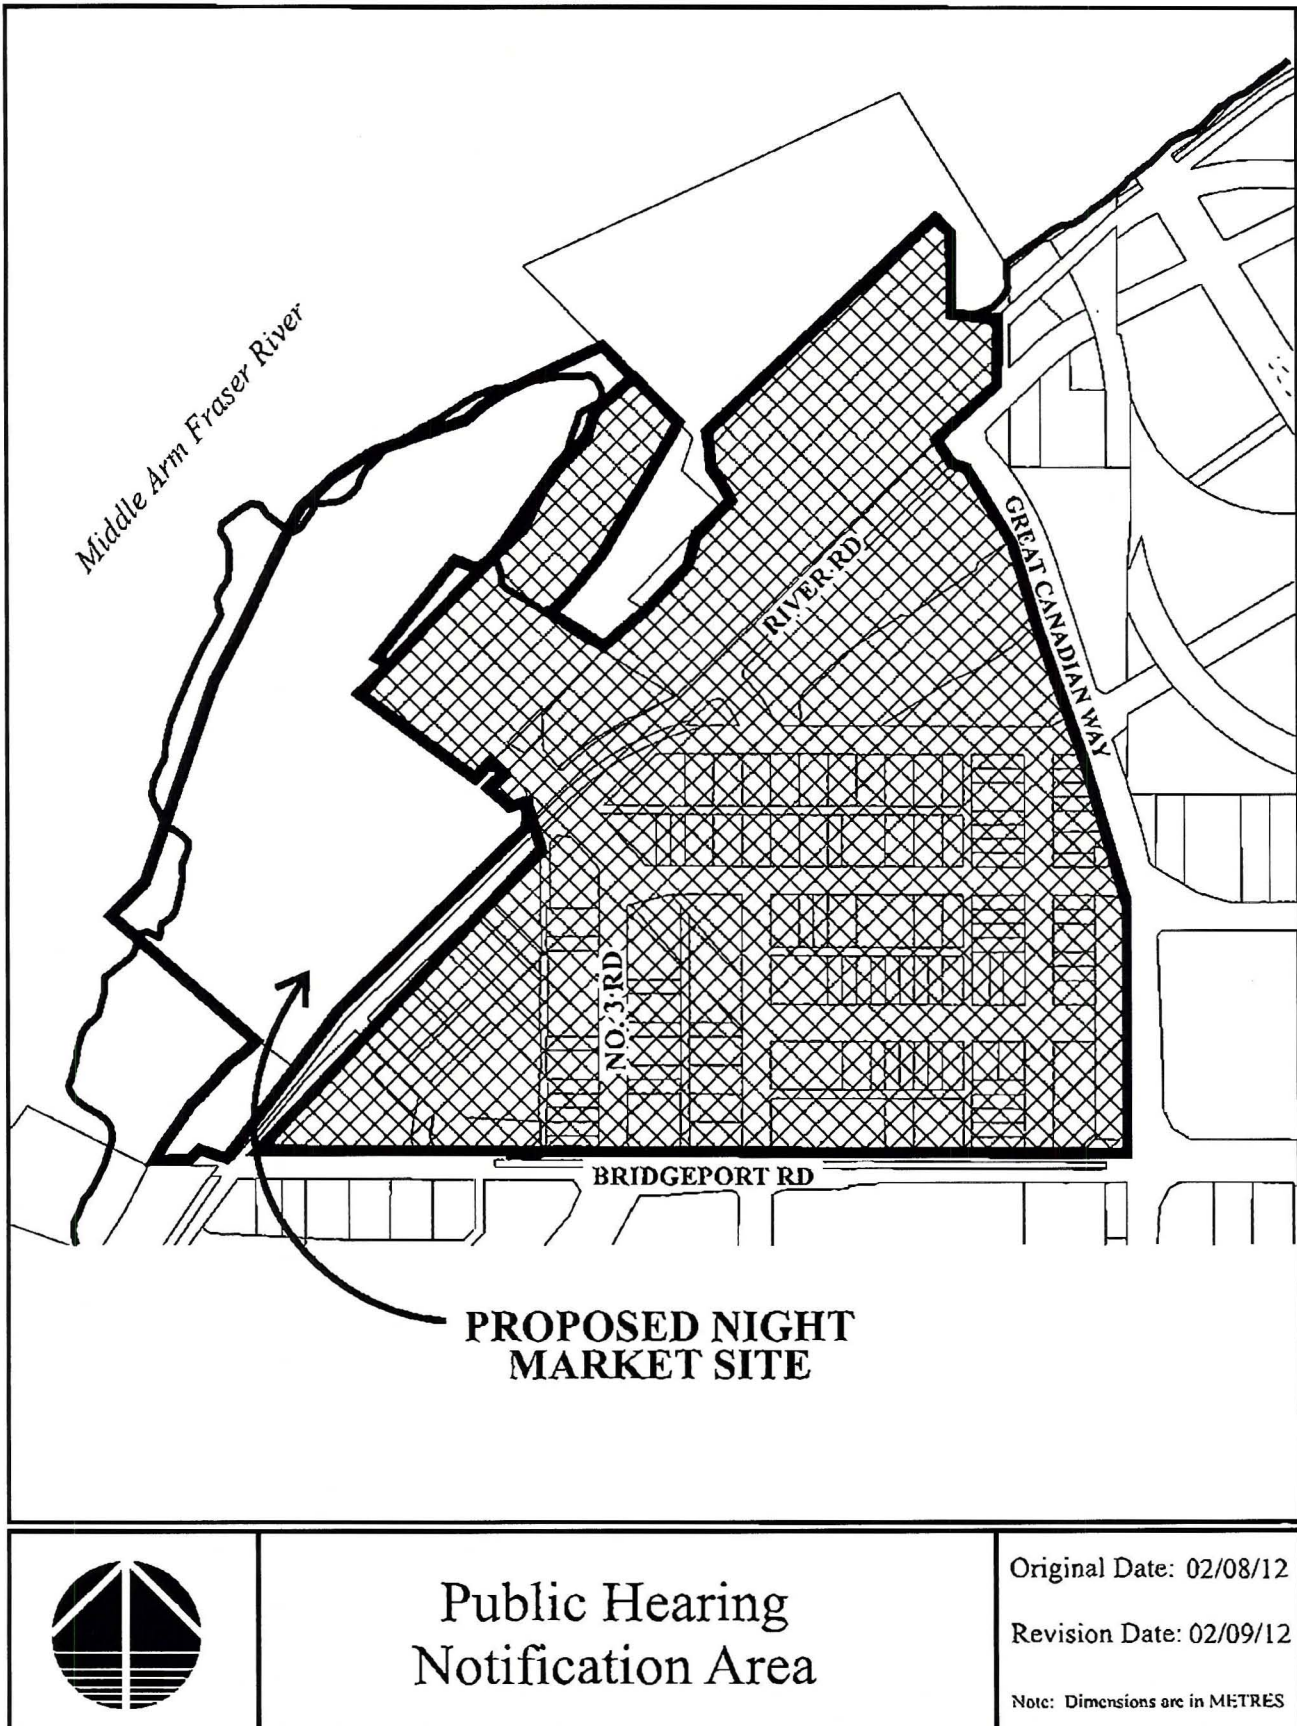 Middle Arm Fraser River
RIVER RD
GREAT CANADIAN WAY
NO. 3 RD
BRIDGEPORT RD
PROPOSED NIGHT
MARKET SITE
Public Hearing
Notification Area
Original Date: 02/08/12
Revision Date: 02/09/12
Note: Dimensions are in METRES